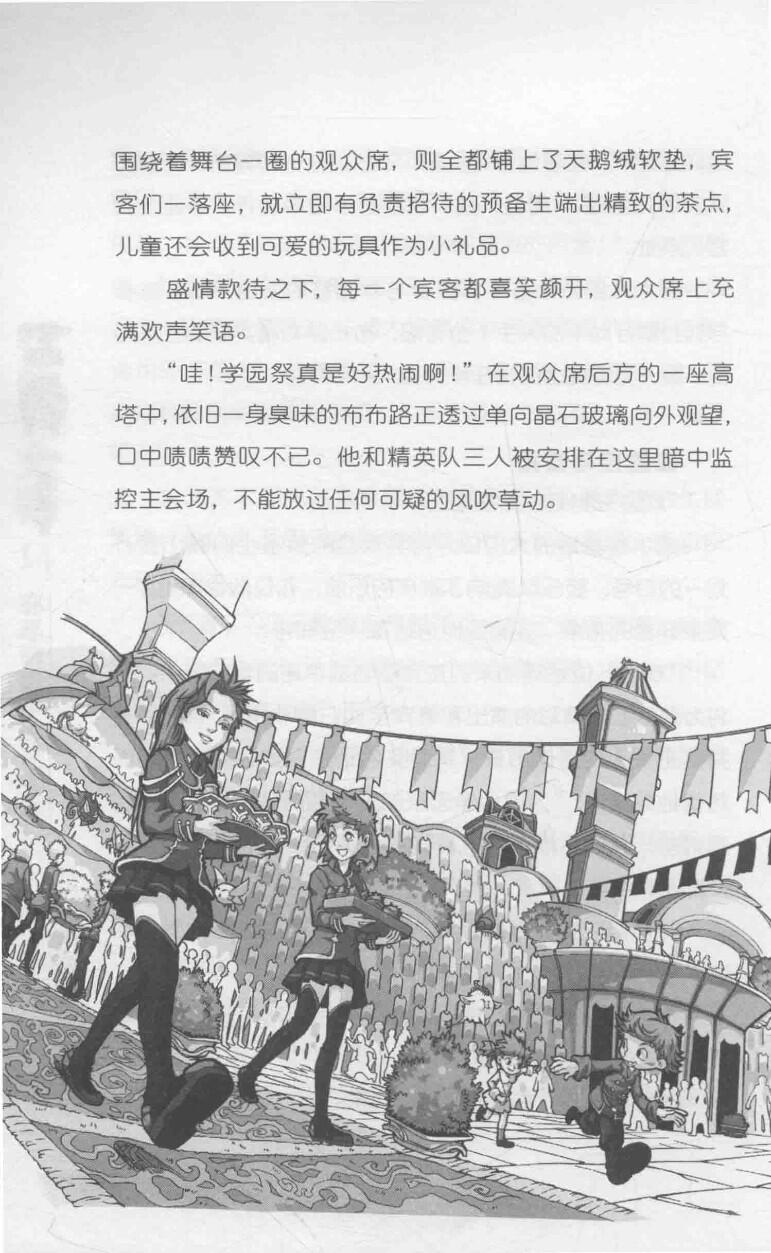 围绕着舞台一圈的观众席，则全都铺上了天鹅绒软垫，宾
客们一落座，就立即有负责招待的预备生端出精致的茶点，
儿童还会收到可爱的玩具作为小礼品。
盛情款待之下，每一个宾客都喜笑颜开，观众席上充
满欢声笑语。
“哇！学园祭真是好热闹啊！”在观众席后方的一座高
塔中，依旧一身臭味的布布路正透过单向晶石玻璃向外观望，
口中啧啧赞叹不已。他和精英队三人被安排在这里暗中监
控主会场，不能放过任何可疑的风吹草动。